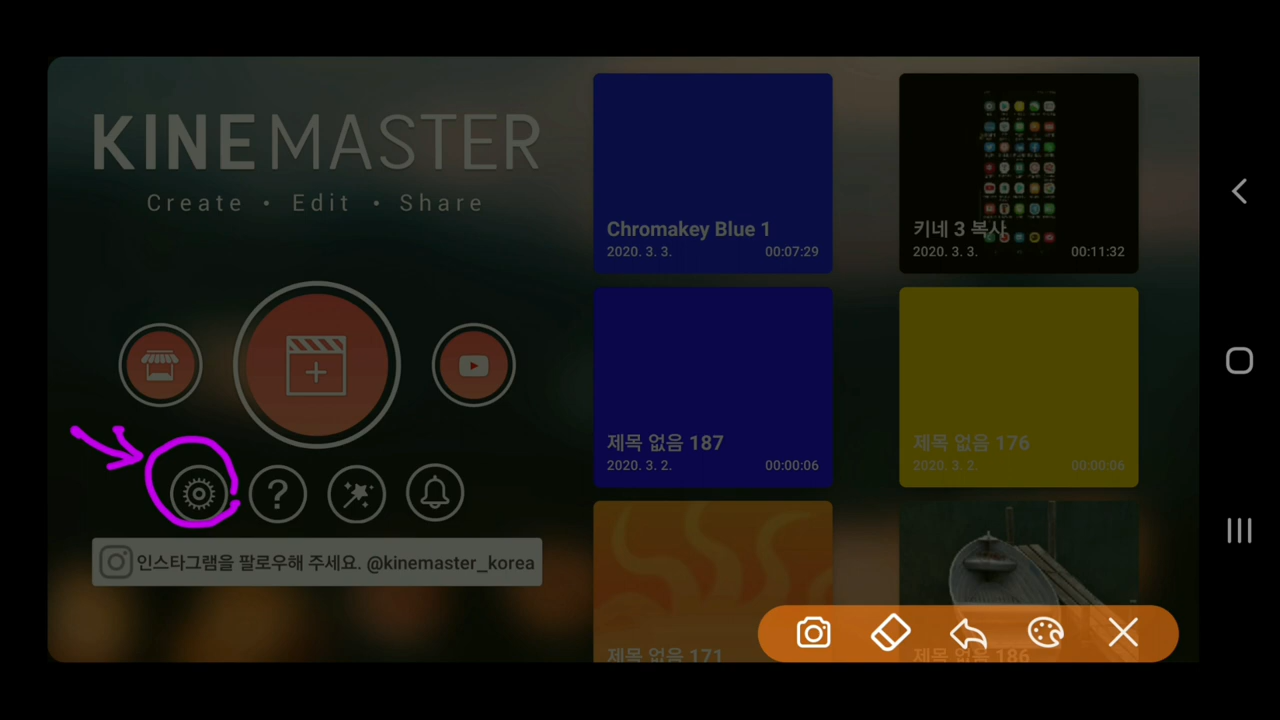 KINEMASTER
Create • Edit • Share
인스타그램을 팔로우해 주세요. @kinemaster_korea
Chromakey Blue 1
2020. 3. 3. 00:07:29
키네 3 복사
2020. 3. 3. 00:11:32
제목 없음 187
2020. 3. 2. 00:00:06
제목 없음 176
2020. 3. 2. 00:00:06
제목 없음 171
제목 없음 186